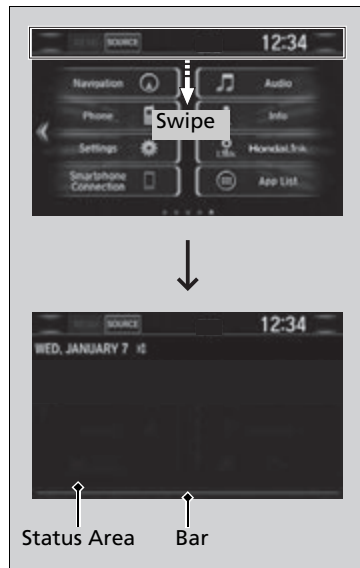 MENU SOURCE 12:34
Navigation Audio
Phone Info
Swipe
Settings HondaLink
Smartphone
Connection App List
SOURCE 12:34
WED, JANUARY 7
Status Area Bar